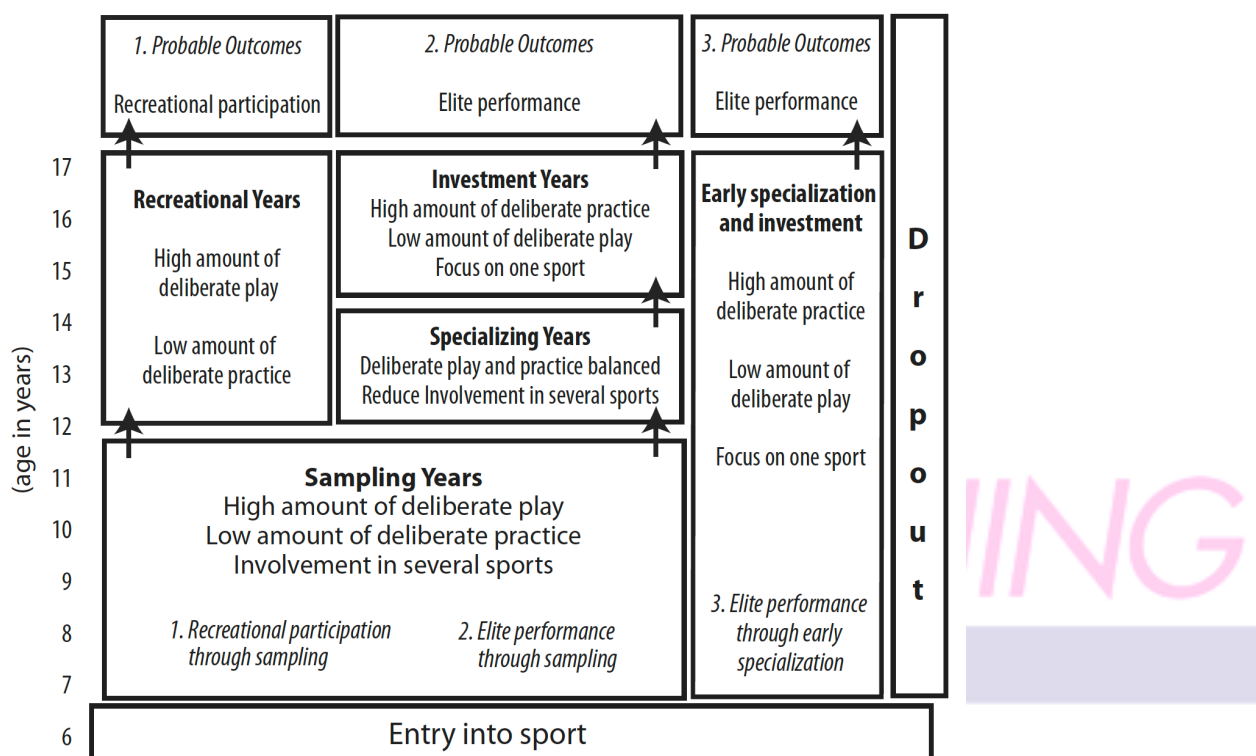 1. Probable Outcomes
Recreational participation
2. Probable Outcomes
Elite performance
3. Probable Outcomes
Elite performance
17
16
15
14
13
12
11
10
9
8
7
6
(age in years)
Recreational Years
High amount of
deliberate play
Low amount of
deliberate practice
Investment Years
High amount of deliberate practice
Low amount of deliberate play
Focus on one sport
Specializing Years
Deliberate play and practice balanced
Reduce Involvement in several sports
Early specialization
and investment
High amount of
deliberate practice
Low amount of
deliberate play
Focus on one sport
3. Elite performance
through early
specialization
Sampling Years
High amount of deliberate play
Low amount of deliberate practice
Involvement in several sports
1. Recreational participation
through sampling
2. Elite performance
through sampling
Dropout
Entry into sport